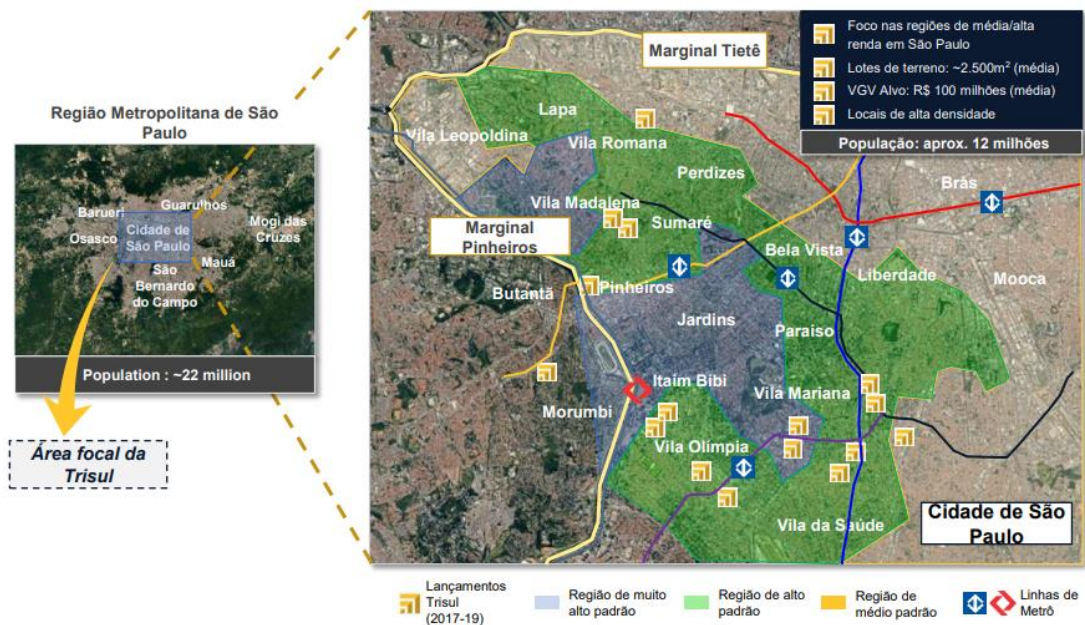 Região Metropolitana de São
Paulo
Barueri
Guarulhos
Osasco
Cidade de
São Paulo
Mogi das
Cruzes
São
Bernardo
do Campo
Mauá
Population : ~22 million
Área focal da
Trisul
Marginal Tietê
Foco nas regiões de média/alta
renda em São Paulo
Lotes de terreno: ~2.500m² (média)
VGV Alvo: R$ 100 milhões (média)
Locais de alta densidade
População: aprox. 12 milhões
Lapa
Vila Leopoldina
Vila Romana
Perdizes
Brás
Vila Madalena
Sumaré
Marginal
Pinheiros
Bela Vista
Liberdade
Mooca
Butantã
Pinheiros
Jardins
Paraiso
Itaim Bibi
Morumbi
Vila Mariana
Vila Olímpia
Vila da Saúde
Cidade de São
Paulo
Lançamentos
Trisul
(2017-19)
Região de muito
alto padrão
Região de alto
padrão
Região de
médio padrão
Linhas de
Metrô